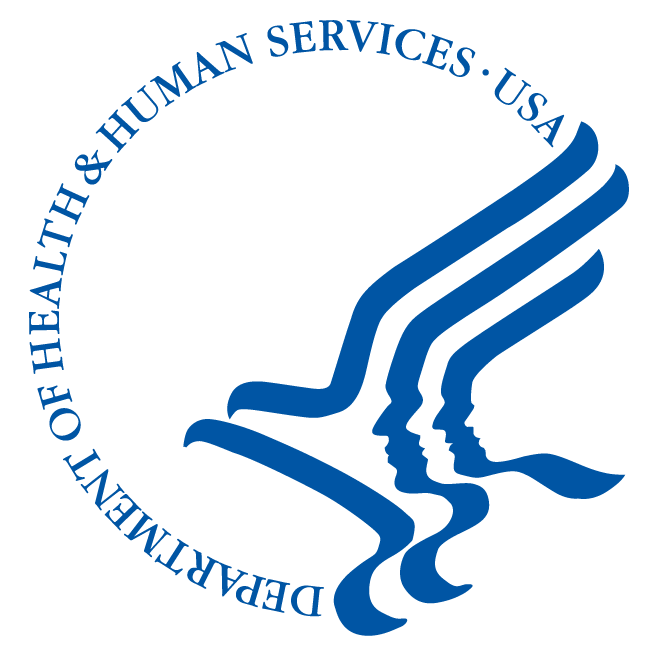 DEPARTMENT OF HEALTH & HUMAN SERVICES · USA